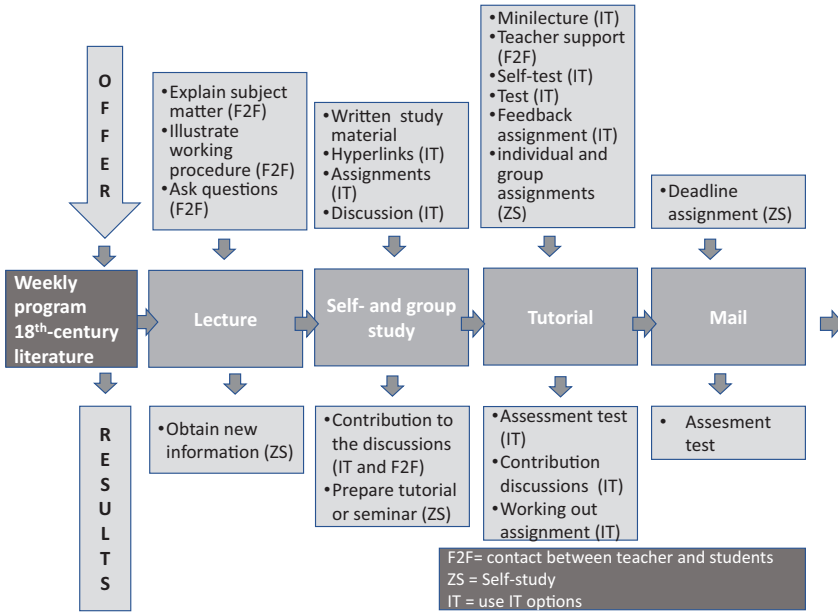 O
F
F
E
R
•Explain subject
matter (F2F)
•Illustrate
working
procedure (F2F)
•Ask questions
(F2F)
•Written study
material
•Hyperlinks (IT)
•Assignments
(IT)
•Discussion (IT)
•Minilecture (IT)
•Teacher support
(F2F)
•Self-test (IT)
•Test (IT)
•Feedback
assignment (IT)
•individual and
group
assignments
(ZS)
•Deadline
assignment (ZS)
Weekly
program
18th-century
literature
Lecture
Self- and group
study
Tutorial
Mail
R
E
S
U
L
T
S
•Obtain new
information (ZS)
•Contribution to
the discussions
(IT and F2F)
•Prepare tutorial
or seminar (ZS)
•Assessment test
(IT)
•Contribution
discussions (IT)
•Working out
assignment (IT)
• Assesment
test
F2F= contact between teacher and students
ZS = Self-study
IT = use IT options